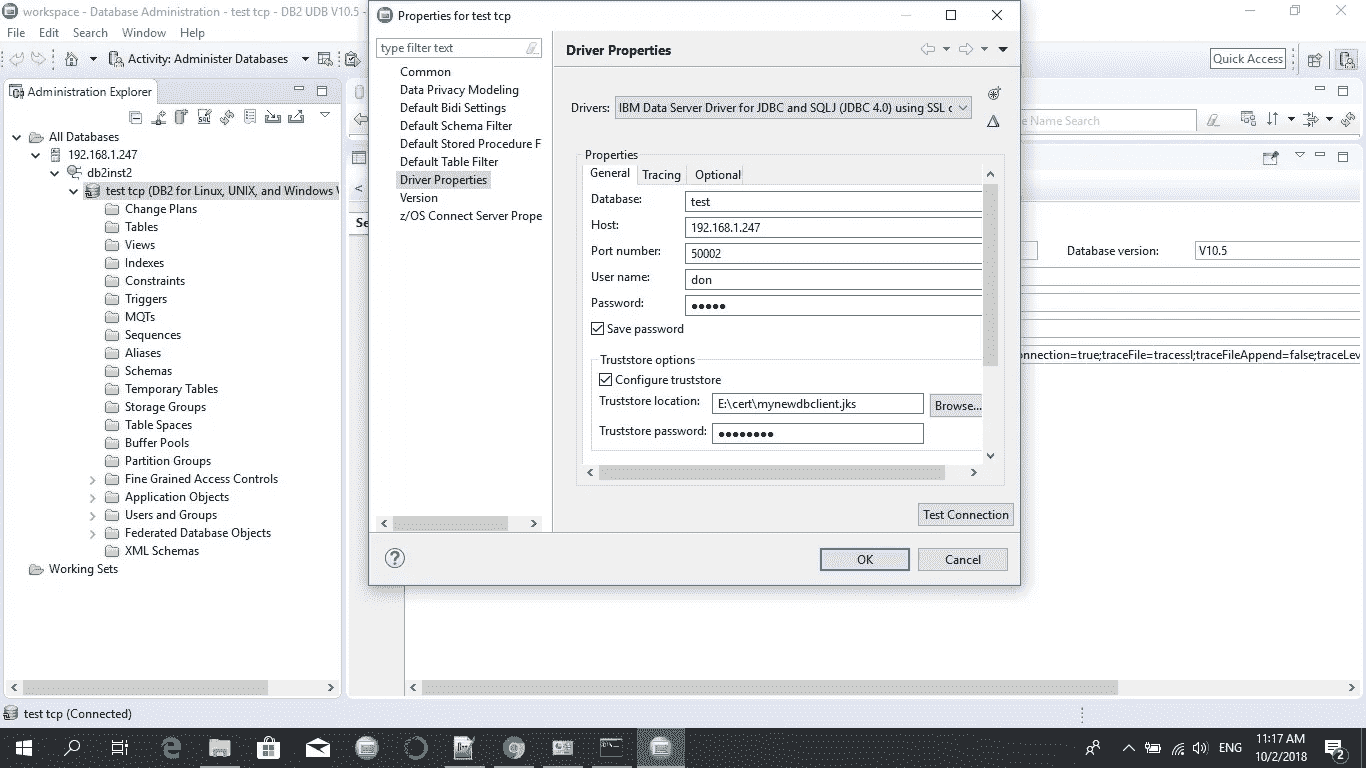 workspace - Database Administration - test tcp - DB2 UDB V10.5 -
File Edit Search Window Help
Activity: Administer Databases
Quick Access
Administration Explorer
All Databases
192.168.1.247
db2inst2
test tcp (DB2 for Linux, UNIX, and Windows
Change Plans
Tables
Views
Indexes
Constraints
Triggers
MQTs
Sequences
Aliases
Schemas
Temporary Tables
Storage Groups
Table Spaces
Buffer Pools
Partition Groups
Fine Grained Access Controls
Application Objects
Users and Groups
Federated Database Objects
XML Schemas
Working Sets
Properties for test tcp
type filter text
Common
Data Privacy Modeling
Default Bidi Settings
Default Schema Filter
Default Stored Procedure F
Default Table Filter
Driver Properties
Version
z/OS Connect Server Prope
Driver Properties
Drivers: IBM Data Server Driver for JDBC and SQLJ (JDBC 4.0) using SSL c
Properties
General Tracing Optional
Database: test
Host: 192.168.1.247
Port number: 50002
User name: don
Password: ●●●●●
Save password
Truststore options
Configure truststore
Truststore location: E:\cert\mynewdbclient.jks Browse...
Truststore password: ●●●●●●●●
Test Connection
OK Cancel
Se
e Name Search
Database version: V10.5
nnection=true;traceFile=tracessl;traceFileAppend=false;traceLev
test tcp (Connected)
ENG
11:17 AM
10/2/2018
2